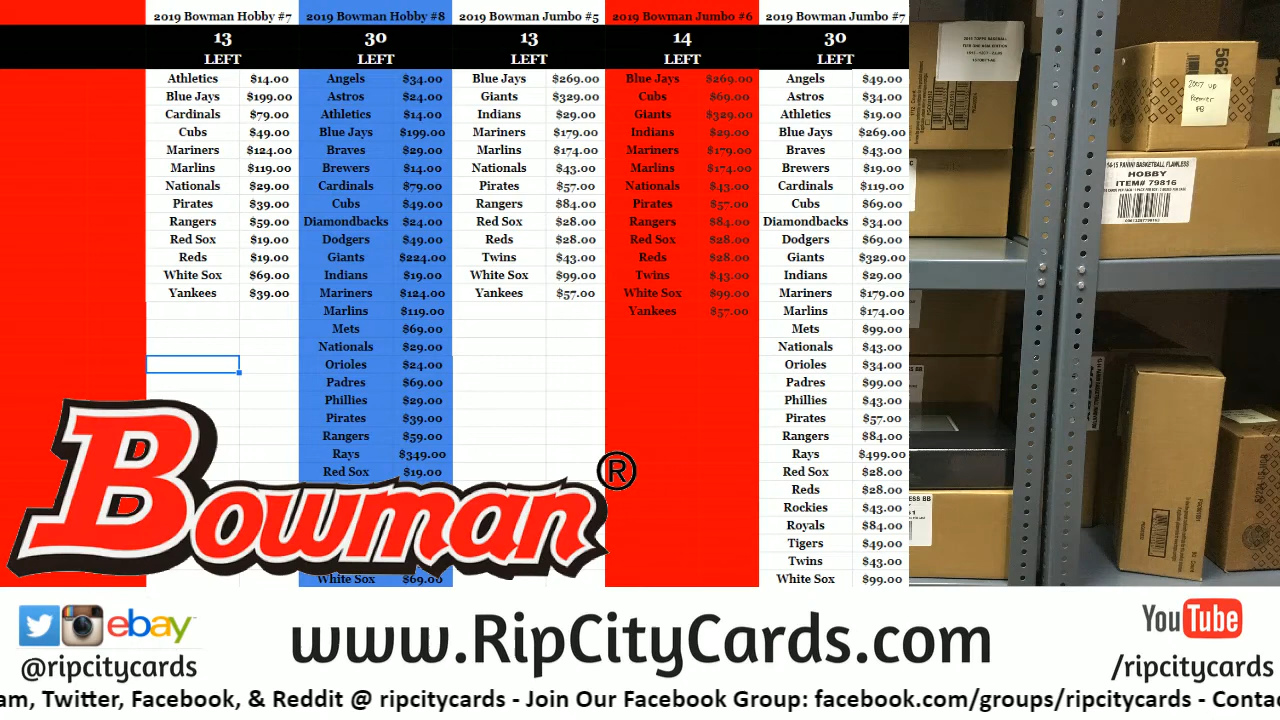 2019 Bowman Hobby #7 2019 Bowman Hobby #8 2019 Bowman Jumbo #5 2019 Bowman Jumbo #6 2019 Bowman Jumbo #7
13 30 13 14 30
LEFT LEFT LEFT LEFT LEFT
Athletics $14.00 Angels $34.00 Blue Jays $269.00 Blue Jays $269.00 Angels $49.00
Blue Jays $199.00 Astros $24.00 Giants $329.00 Cubs $69.00 Astros $34.00
Cardinals $79.00 Athletics $14.00 Indians $29.00 Giants $329.00 Athletics $19.00
Cubs $49.00 Blue Jays $199.00 Mariners $179.00 Indians $29.00 Blue Jays $269.00
Mariners $124.00 Braves $29.00 Marlins $174.00 Mariners $179.00 Braves $43.00
Marlins $119.00 Brewers $14.00 Nationals $43.00 Marlins $174.00 Brewers $19.00
Nationals $29.00 Cardinals $79.00 Pirates $57.00 Nationals $43.00 Cardinals $119.00
Pirates $39.00 Cubs $49.00 Rangers $84.00 Pirates $57.00 Cubs $69.00
Rangers $59.00 Diamondbacks $24.00 Red Sox $28.00 Rangers $84.00 Diamondbacks $34.00
Red Sox $19.00 Dodgers $49.00 Reds $28.00 Red Sox $28.00 Dodgers $69.00
Reds $19.00 Giants $224.00 Twins $43.00 Reds $28.00 Giants $329.00
White Sox $69.00 Indians $19.00 White Sox $99.00 Twins $43.00 Indians $29.00
Yankees $39.00 Mariners $124.00 Yankees $57.00 White Sox $99.00 Mariners $179.00
Marlins $119.00 Yankees $57.00 Marlins $174.00
Mets $69.00 Mets $99.00
Nationals $29.00 Nationals $43.00
Orioles $24.00 Orioles $34.00
Padres $69.00 Padres $99.00
Phillies $29.00 Phillies $43.00
Pirates $39.00 Pirates $57.00
Rangers $59.00 Rangers $84.00
Rays $349.00 Rays $499.00
Red Sox $19.00 Red Sox $28.00
Reds $28.00
Rockies $43.00
Royals $84.00
Tigers $49.00
Twins $43.00
White Sox $69.00 White Sox $99.00
Bowman ®
2007 UD
Premier
FB
14-15 PANINI BASKETBALL FLAWLESS
HOBBY
ITEM# 79816
ebay
@ripcitycards
www.RipCityCards.com
YouTube
/ripcitycards
am, Twitter, Facebook, & Reddit @ ripcitycards - Join Our Facebook Group: facebook.com/groups/ripcitycards - Contac